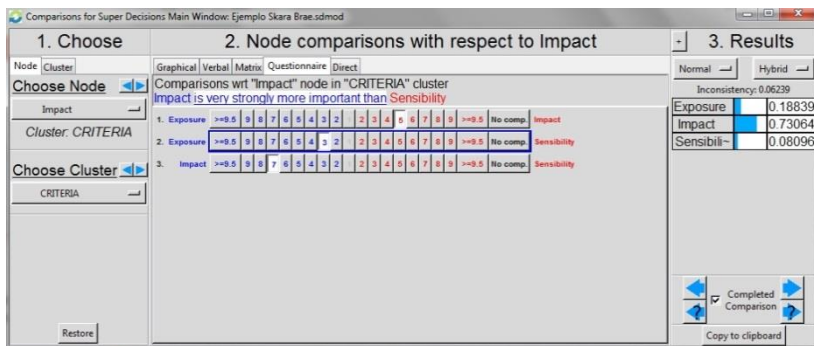 Comparisons for Super Decisions Main Window: Ejemplo Skara Brae.sdmod
1. Choose
2. Node comparisons with respect to Impact
+ 3. Results
Node Cluster
Graphical Verbal Matrix Questionnaire Direct
Normal Hybrid
Choose Node
Comparisons wrt "Impact" node in "CRITERIA" cluster
Impact is very strongly more important than Sensibility
Inconsistency: 0.06239
Impact
Cluster: CRITERIA
Choose Cluster
CRITERIA
Restore
1. Exposure >=9.5 9 8 7 6 5 4 3 2 2 3 4 5 6 7 8 9 >=9.5 No comp. Impact
2. Exposure >=9.5 9 8 7 6 5 4 3 2 2 3 4 5 6 7 8 9 >=9.5 No comp. Sensibility
3. Impact >=9.5 9 8 7 6 5 4 3 2 2 3 4 5 6 7 8 9 >=9.5 No comp. Sensibility
Exposure 0.18839
Impact 0.73064
Sensibili~ 0.08096
Completed
Comparison
Copy to clipboard